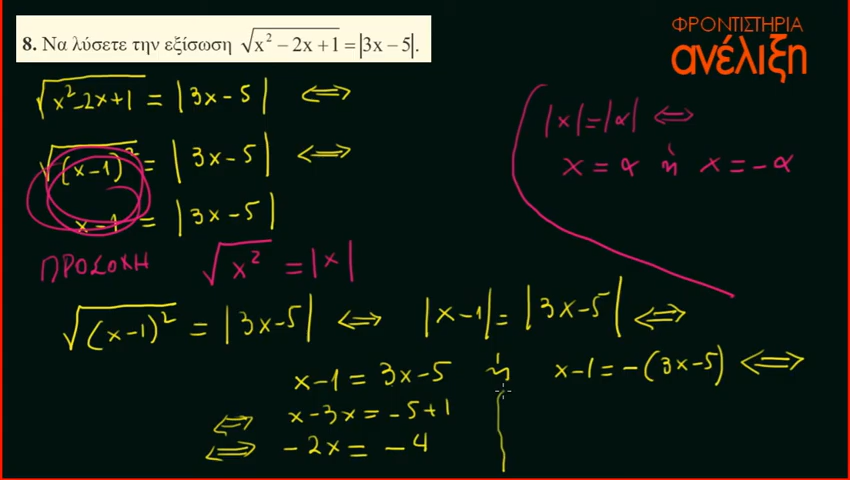 8. Να λύσετε την εξίσωση √x² − 2x + 1 = |3x − 5|.
ΦΡΟΝΤΙΣΤΗΡΙΑ
ανέλιξη
√x²-2x+1 = |3x-5| ⇔
√(x-1)² = |3x-5| ⇔
x-1 = |3x-5|
|x|=|α| ⇔
x = α ή x = -α
ΠΡΟΣΟΧΗ √x² = |x|
√(x-1)² = |3x-5| ⇔ |x-1| = |3x-5| ⇔
x-1 = 3x-5 ή x-1 = -(3x-5) ⇔
⇔ x-3x = -5+1
⇔ -2x = -4